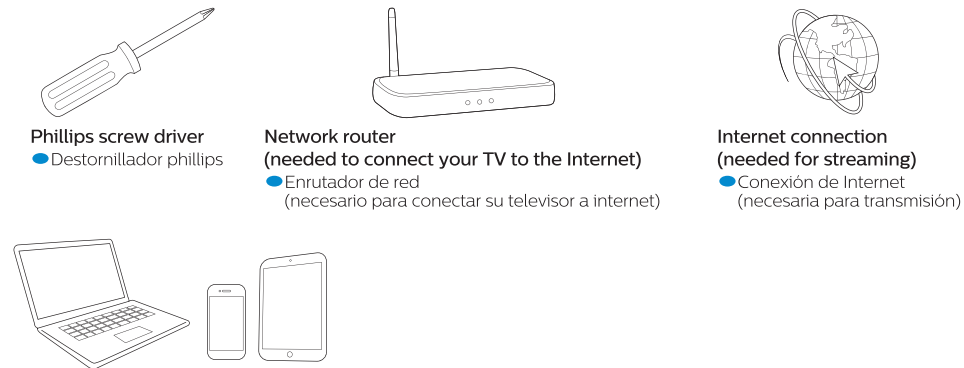 Phillips screw driver
Destornillador phillips
Network router
(needed to connect your TV to the Internet)
Enrutador de red
(necesario para conectar su televisor a internet)
Internet connection
(needed for streaming)
Conexión de Internet
(necesaria para transmisión)